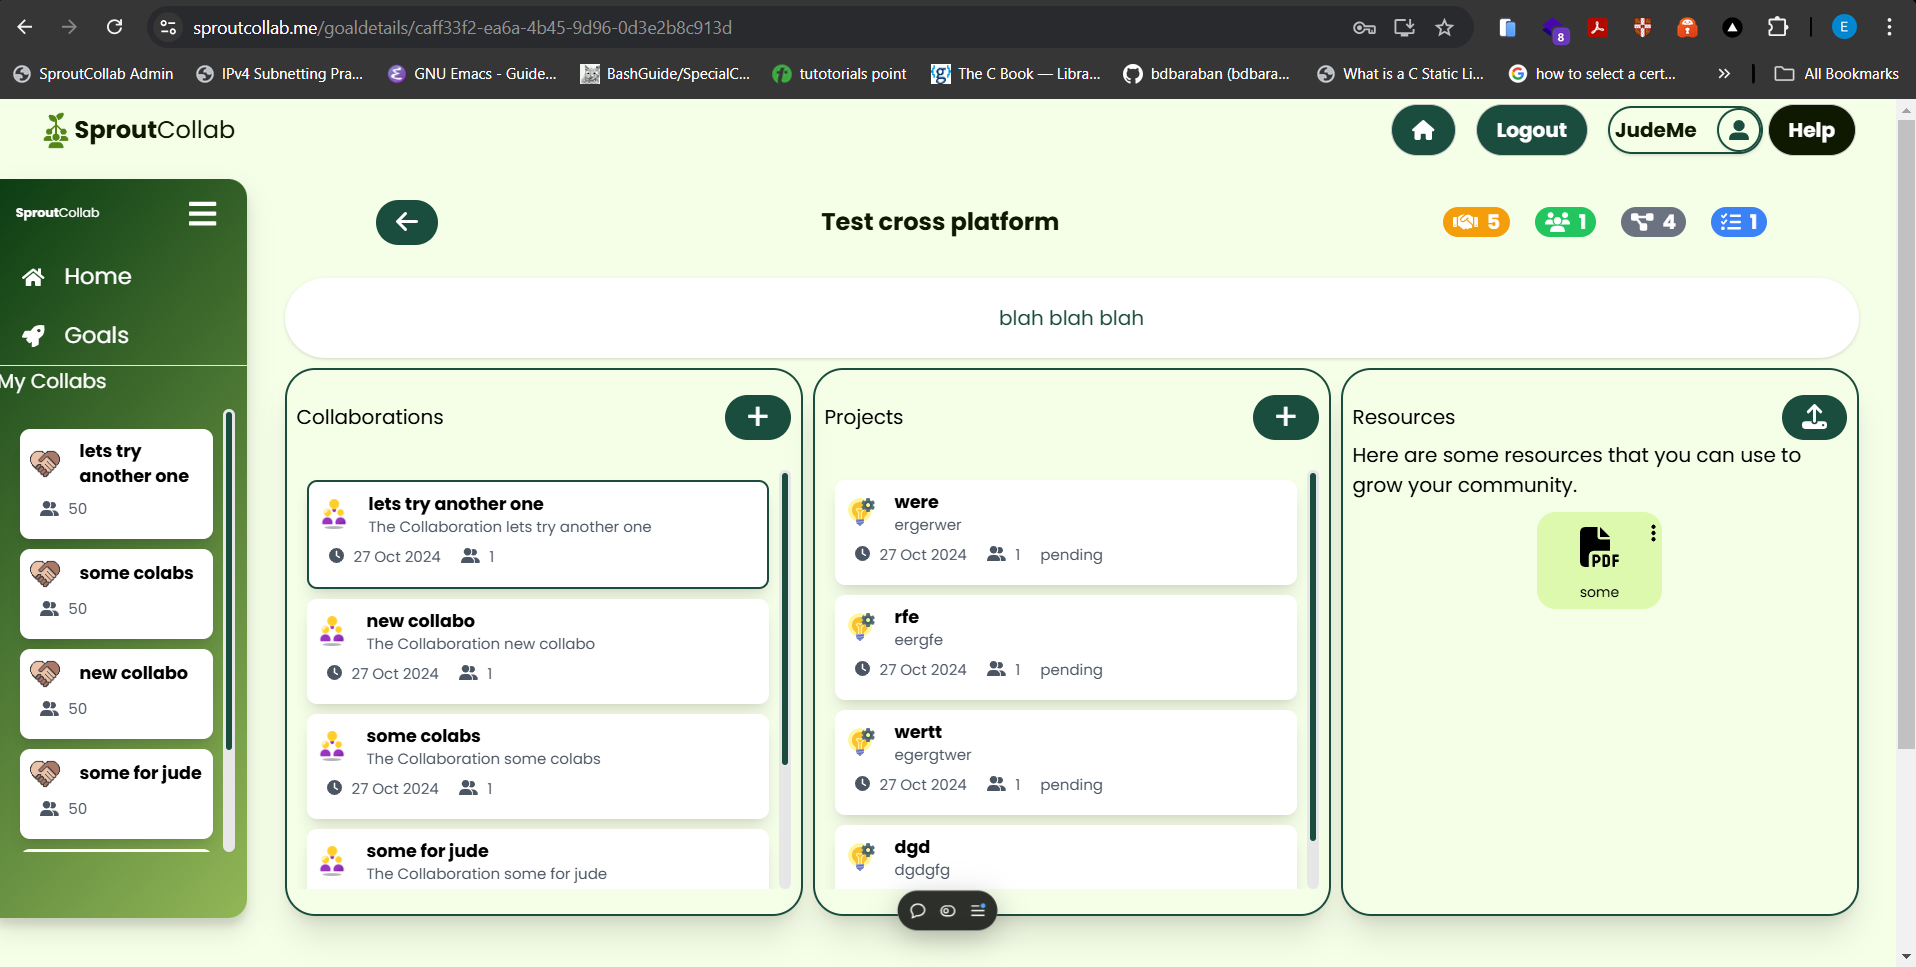 sproutcollab.me/goaldetails/caff33f2-ea6a-4b45-9d96-0d3e2b8c913d
8
E
SproutCollab Admin
IPv4 Subnetting Pra...
GNU Emacs - Guide...
BashGuide/SpecialC...
tutotorials point
The C Book — Libra...
bdbaraban (bdbara...
What is a C Static Li...
how to select a cert...
All Bookmarks
SproutCollab
Logout
JudeMe
Help
SproutCollab
Home
Goals
My Collabs
lets try
another one
50
some colabs
50
new collabo
50
some for jude
50
Test cross platform
5
1
4
1
blah blah blah
Collaborations
lets try another one
The Collaboration lets try another one
27 Oct 2024 1
new collabo
The Collaboration new collabo
27 Oct 2024 1
some colabs
The Collaboration some colabs
27 Oct 2024 1
some for jude
The Collaboration some for jude
Projects
were
ergerwer
27 Oct 2024 1 pending
rfe
eergfe
27 Oct 2024 1 pending
wertt
egergtwer
27 Oct 2024 1 pending
dgd
dgdgfg
Resources
Here are some resources that you can use to
grow your community.
PDF
some